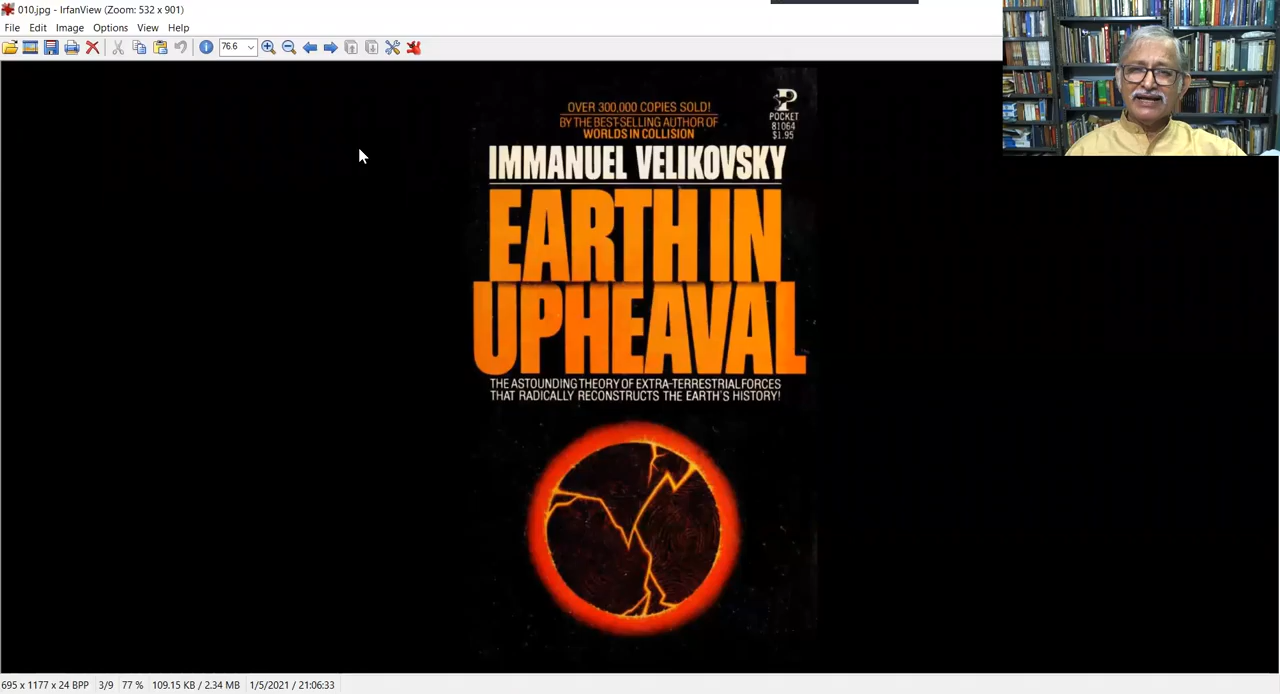 010.jpg - IrfanView (Zoom: 532 x 901)
File Edit Image Options View Help
76.6
OVER 300,000 COPIES SOLD!
BY THE BEST-SELLING AUTHOR OF
WORLDS IN COLLISION
P
POCKET
81064
$1.95
IMMANUEL VELIKOVSKY
EARTH IN
UPHEAVAL
THE ASTOUNDING THEORY OF EXTRA-TERRESTRIAL FORCES
THAT RADICALLY RECONSTRUCTS THE EARTH'S HISTORY!
695 x 1177 x 24 BPP 3/9 77 % 109.15 KB / 2.34 MB 1/5/2021 / 21:06:33